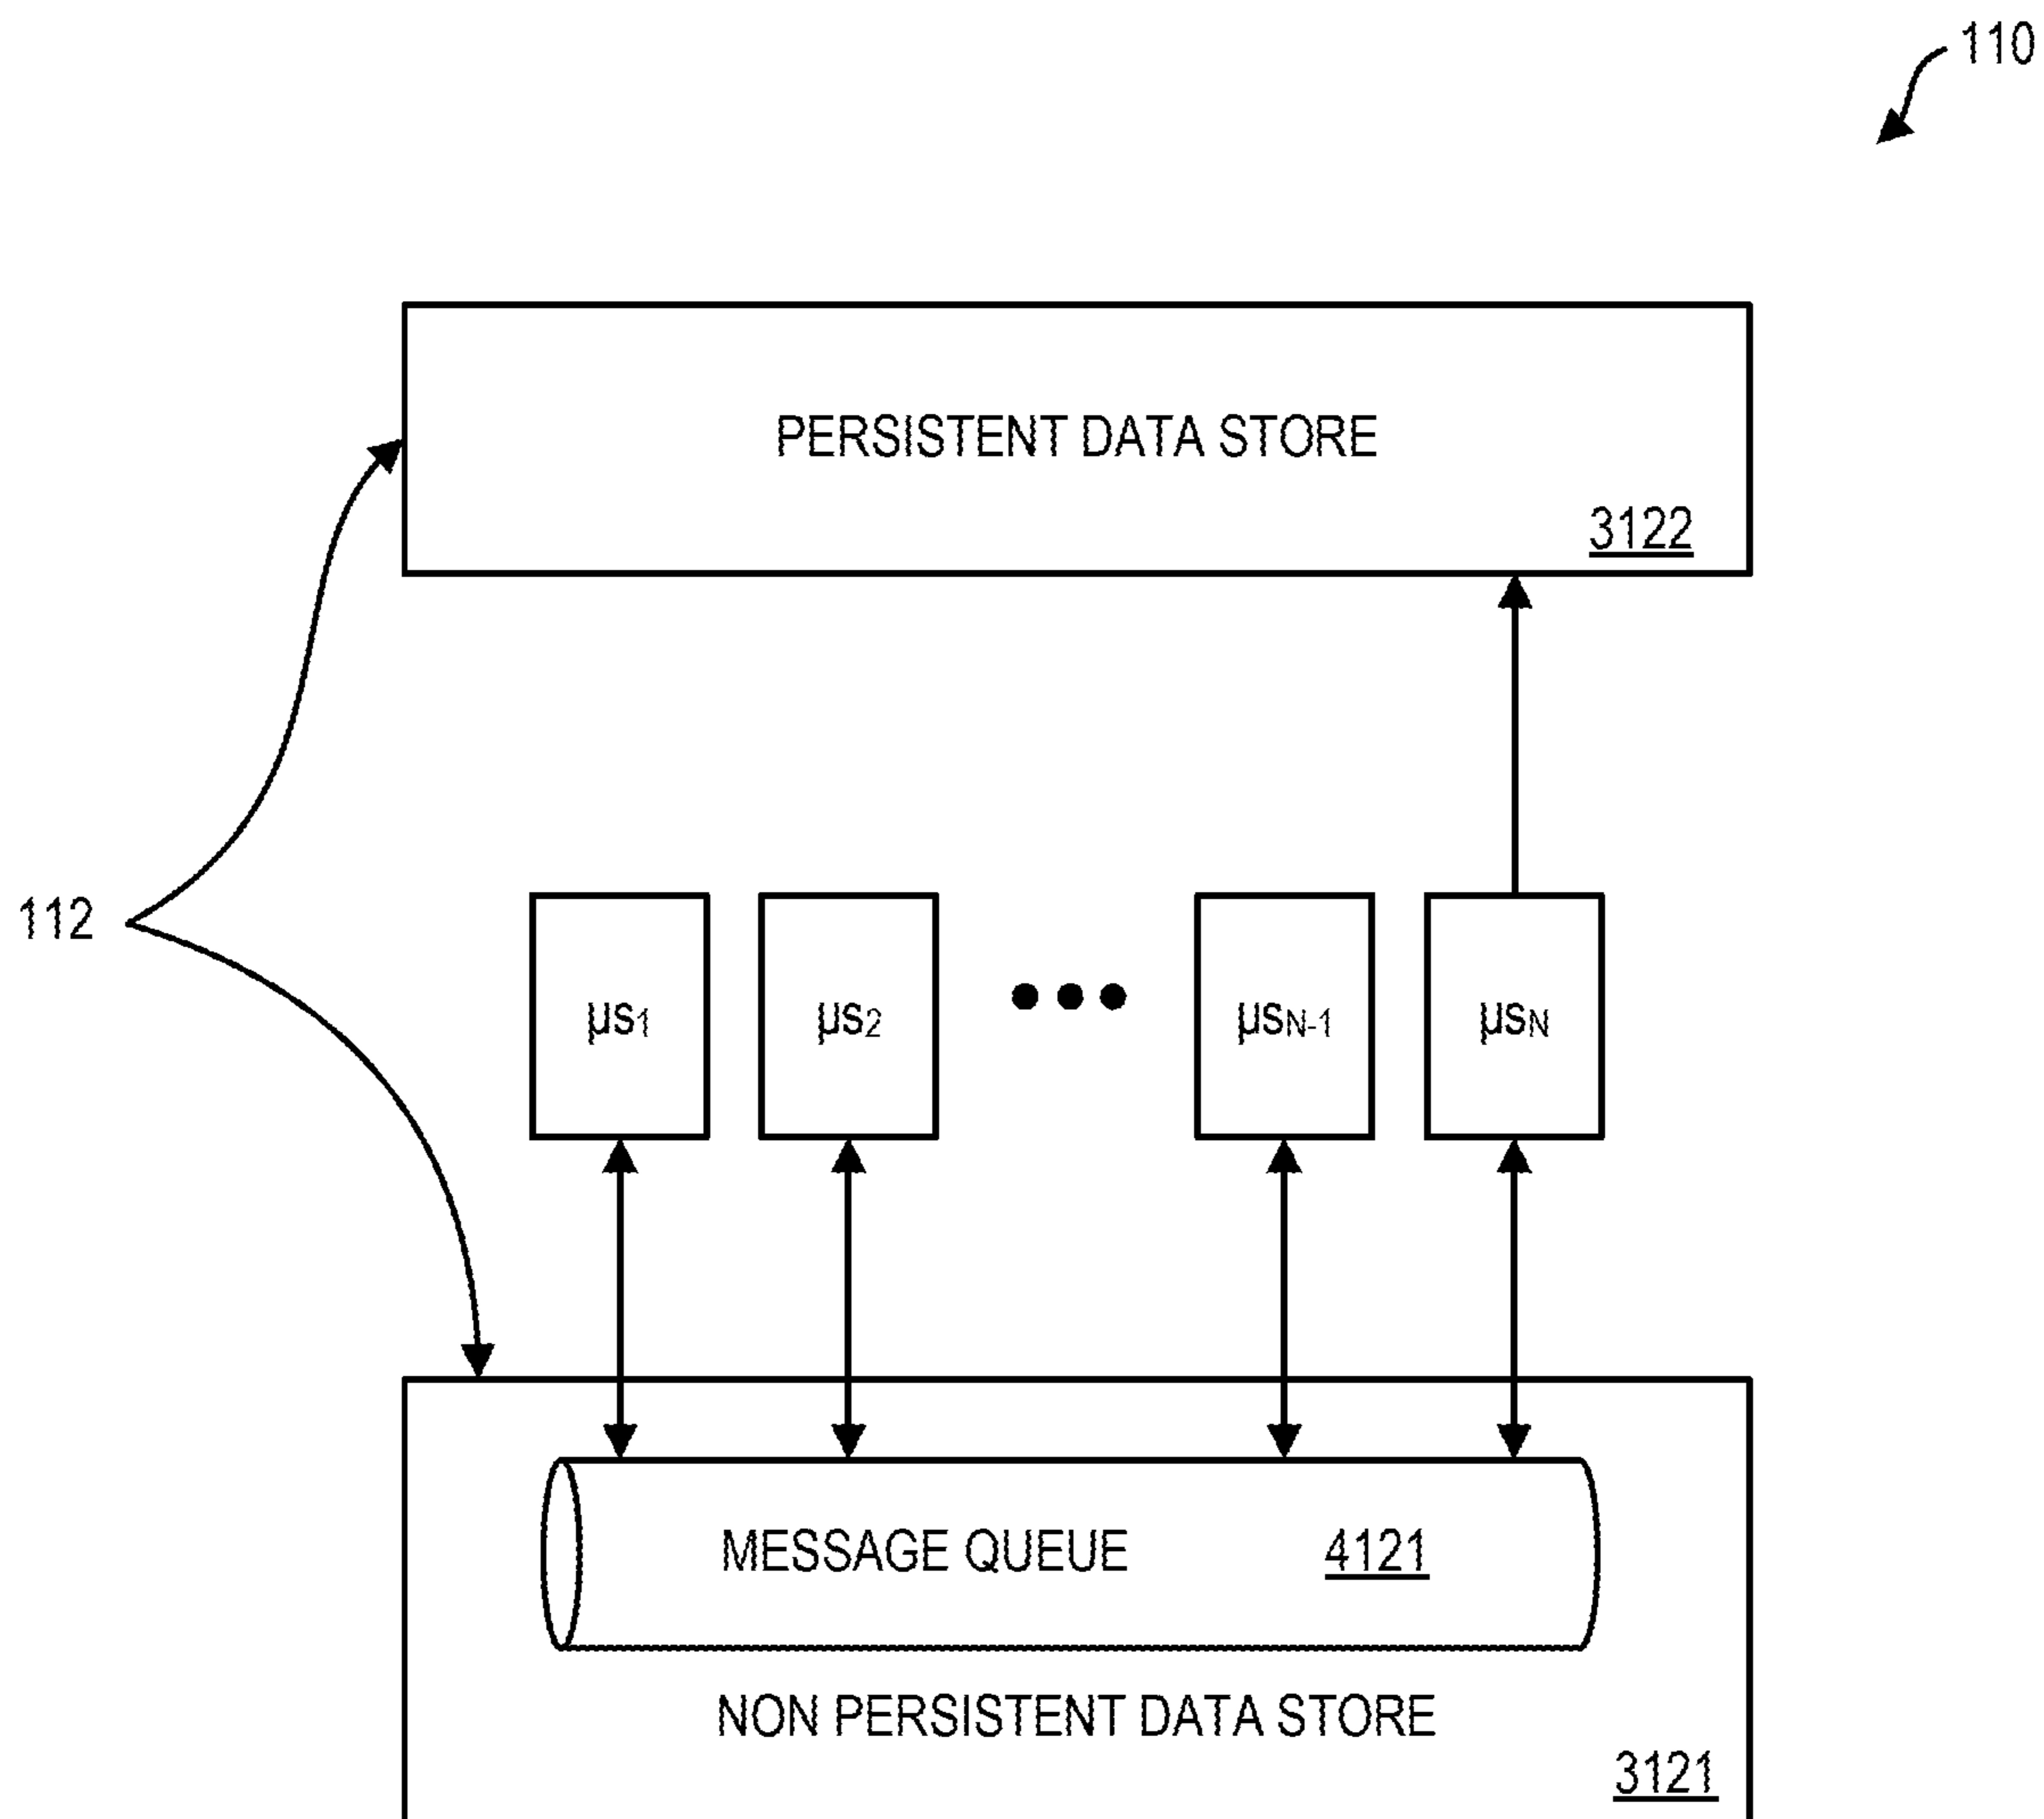 110
PERSISTENT DATA STORE
3122
112
µs1
µs2
µsN-1
µsN
MESSAGE QUEUE 4121
NON PERSISTENT DATA STORE
3121